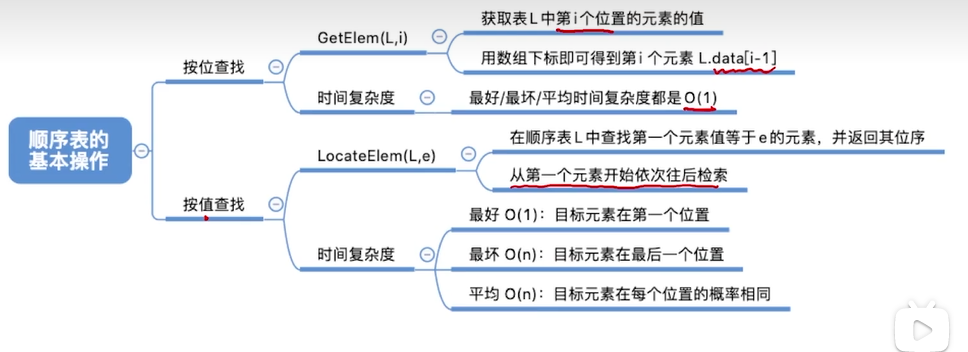 顺序表的
基本操作
按位查找
GetElem(L,i)
获取表L中第i个位置的元素的值
用数组下标即可得到第i个元素 L.data[i-1]
时间复杂度
最好/最坏/平均时间复杂度都是O(1)
按值查找
LocateElem(L,e)
在顺序表L中查找第一个元素值等于e的元素，并返回其位序
从第一个元素开始依次往后检索
时间复杂度
最好 O(1)：目标元素在第一个位置
最坏 O(n)：目标元素在最后一个位置
平均 O(n)：目标元素在每个位置的概率相同